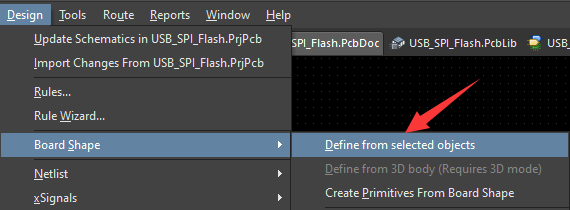 Design Tools Route Reports Window Help
Update Schematics in USB_SPI_Flash.PrjPcb
SPI_Flash.PcbDoc USB_SPI_Flash.PcbLib USB_
Import Changes From USB_SPI_Flash.PrjPcb
Rules...
Rule Wizard...
Board Shape
Define from selected objects
Define from 3D body (Requires 3D mode)
Netlist
Create Primitives From Board Shape
xSignals